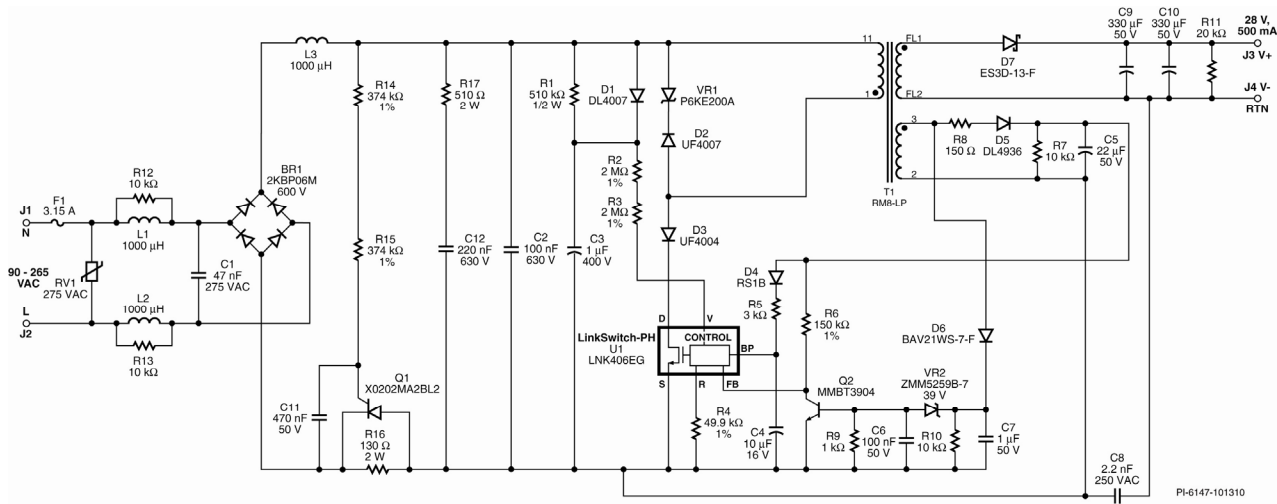 L3
1000 µH
R14
374 kΩ
1%
R17
510 Ω
2 W
R1
510 kΩ
1/2 W
D1
DL4007
VR1
P6KE200A
D2
UF4007
R2
2 MΩ
1%
R3
2 MΩ
1%
D3
UF4004
11
1
FL1
FL2
3
2
T1
RM8-LP
D7
ES3D-13-F
C9
330 µF
50 V
C10
330 µF
50 V
R11
20 kΩ
28 V,
500 mA
J3 V+
J4 V-
RTN
R8
150 Ω
D5
DL4936
R7
10 kΩ
C5
22 µF
50 V
J1
N
F1
3.15 A
R12
10 kΩ
L1
1000 µH
BR1
2KBP06M
600 V
90 - 265
VAC
RV1
275 VAC
C1
47 nF
275 VAC
L
J2
L2
1000 µH
R13
10 kΩ
R15
374 kΩ
1%
C12
220 nF
630 V
C2
100 nF
630 V
C3
1 µF
400 V
D4
RS1B
R5
3 kΩ
R6
150 kΩ
1%
D6
BAV21WS-7-F
LinkSwitch-PH
U1
LNK406EG
D
V
CONTROL
BP
S
R
FB
Q1
X0202MA2BL2
C11
470 nF
50 V
R16
130 Ω
2 W
R4
49.9 kΩ
1%
C4
10 µF
16 V
Q2
MMBT3904
VR2
ZMM5259B-7
39 V
R9
1 kΩ
C6
100 nF
50 V
R10
10 kΩ
C7
1 µF
50 V
C8
2.2 nF
250 VAC
PI-6147-101310